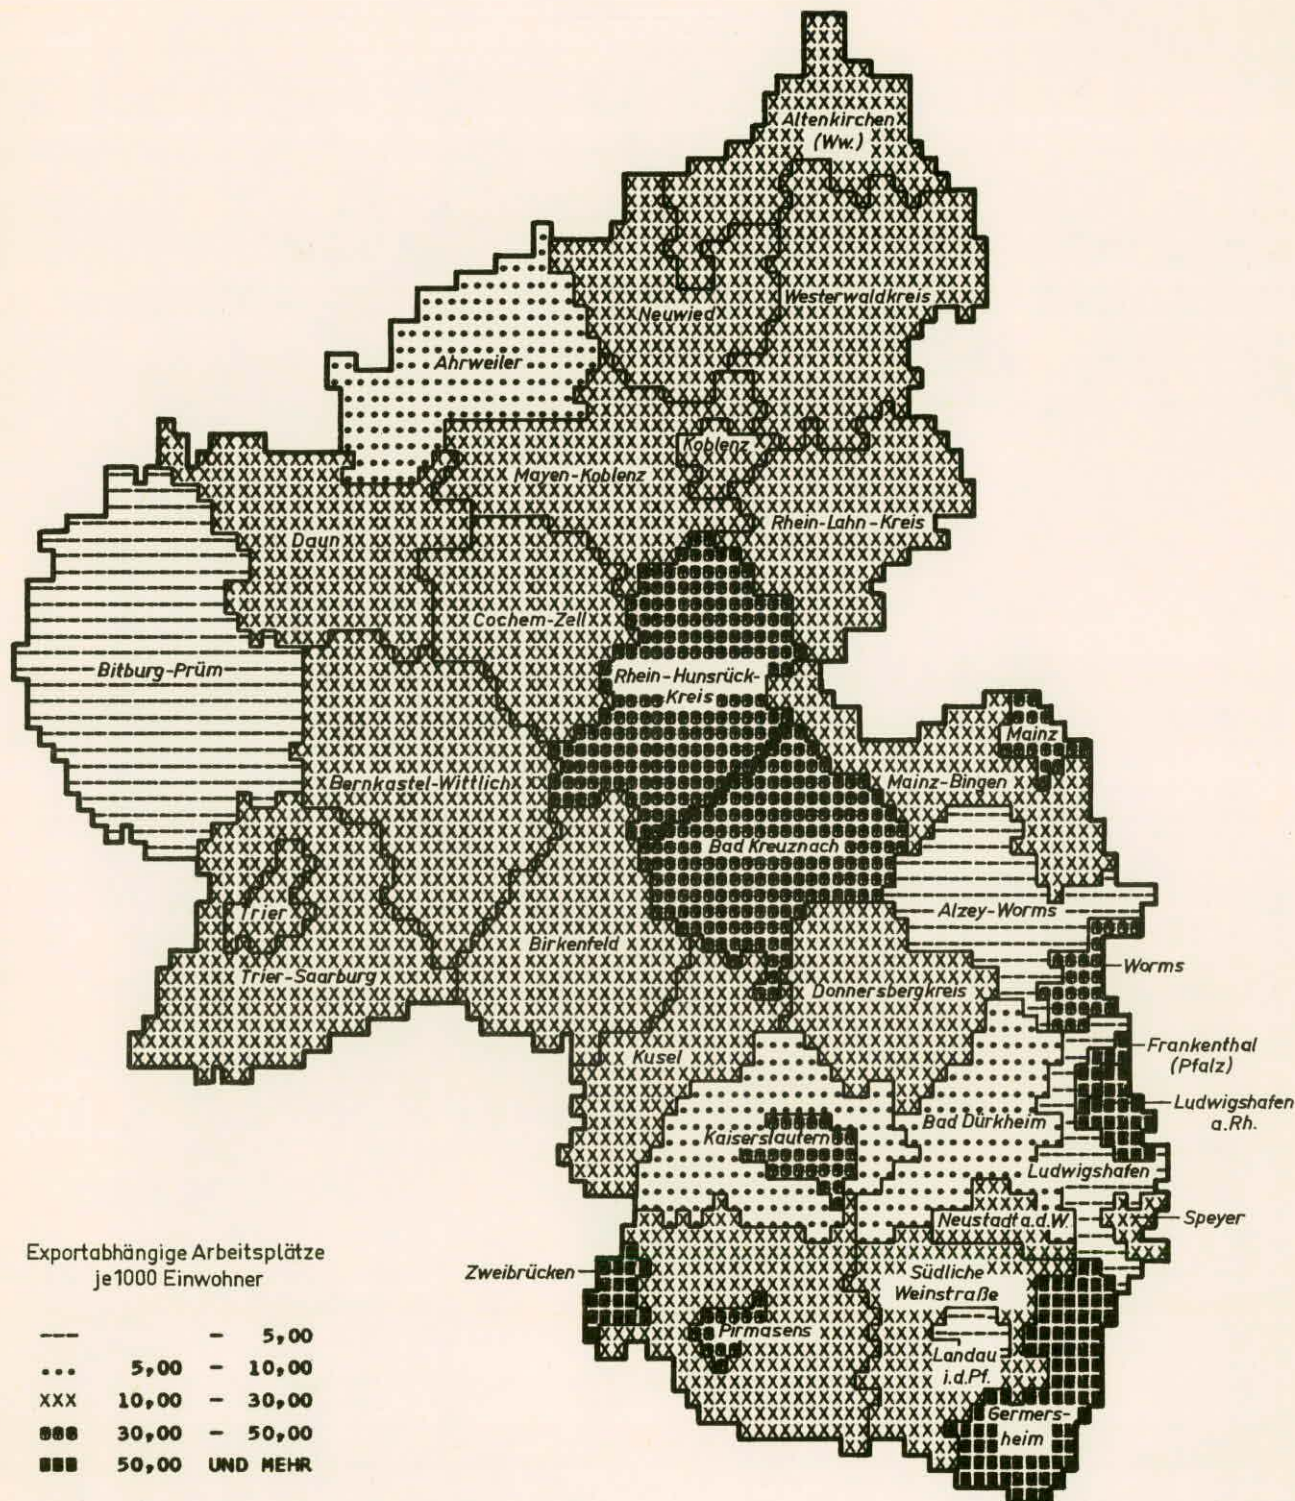 Altenkirchen
(Ww.)
Westerwaldkreis
Neuwied
Ahrweiler
Koblenz
Mayen-Koblenz
Rhein-Lahn-Kreis
Daun
Cochem-Zell
Bitburg-Prüm
Rhein-Hunsrück-
Kreis
Mainz
Bernkastel-Wittlich
Mainz-Bingen
Bad Kreuznach
Trier
Alzey-Worms
Birkenfeld
Worms
Trier-Saarburg
Donnersbergkreis
Kusel
Frankenthal
(Pfalz)
Ludwigshafen
a.Rh.
Bad Dürkheim
Kaiserslautern
Ludwigshafen
Neustadt a.d.W.
Speyer
Zweibrücken
Südliche
Weinstraße
Pirmasens
Landau
i.d.Pf.
Germers-
heim
Exportabhängige Arbeitsplätze
je 1000 Einwohner
--- - 5,00
... 5,00 - 10,00
XXX 10,00 - 30,00
30,00 - 50,00
50,00 UND MEHR